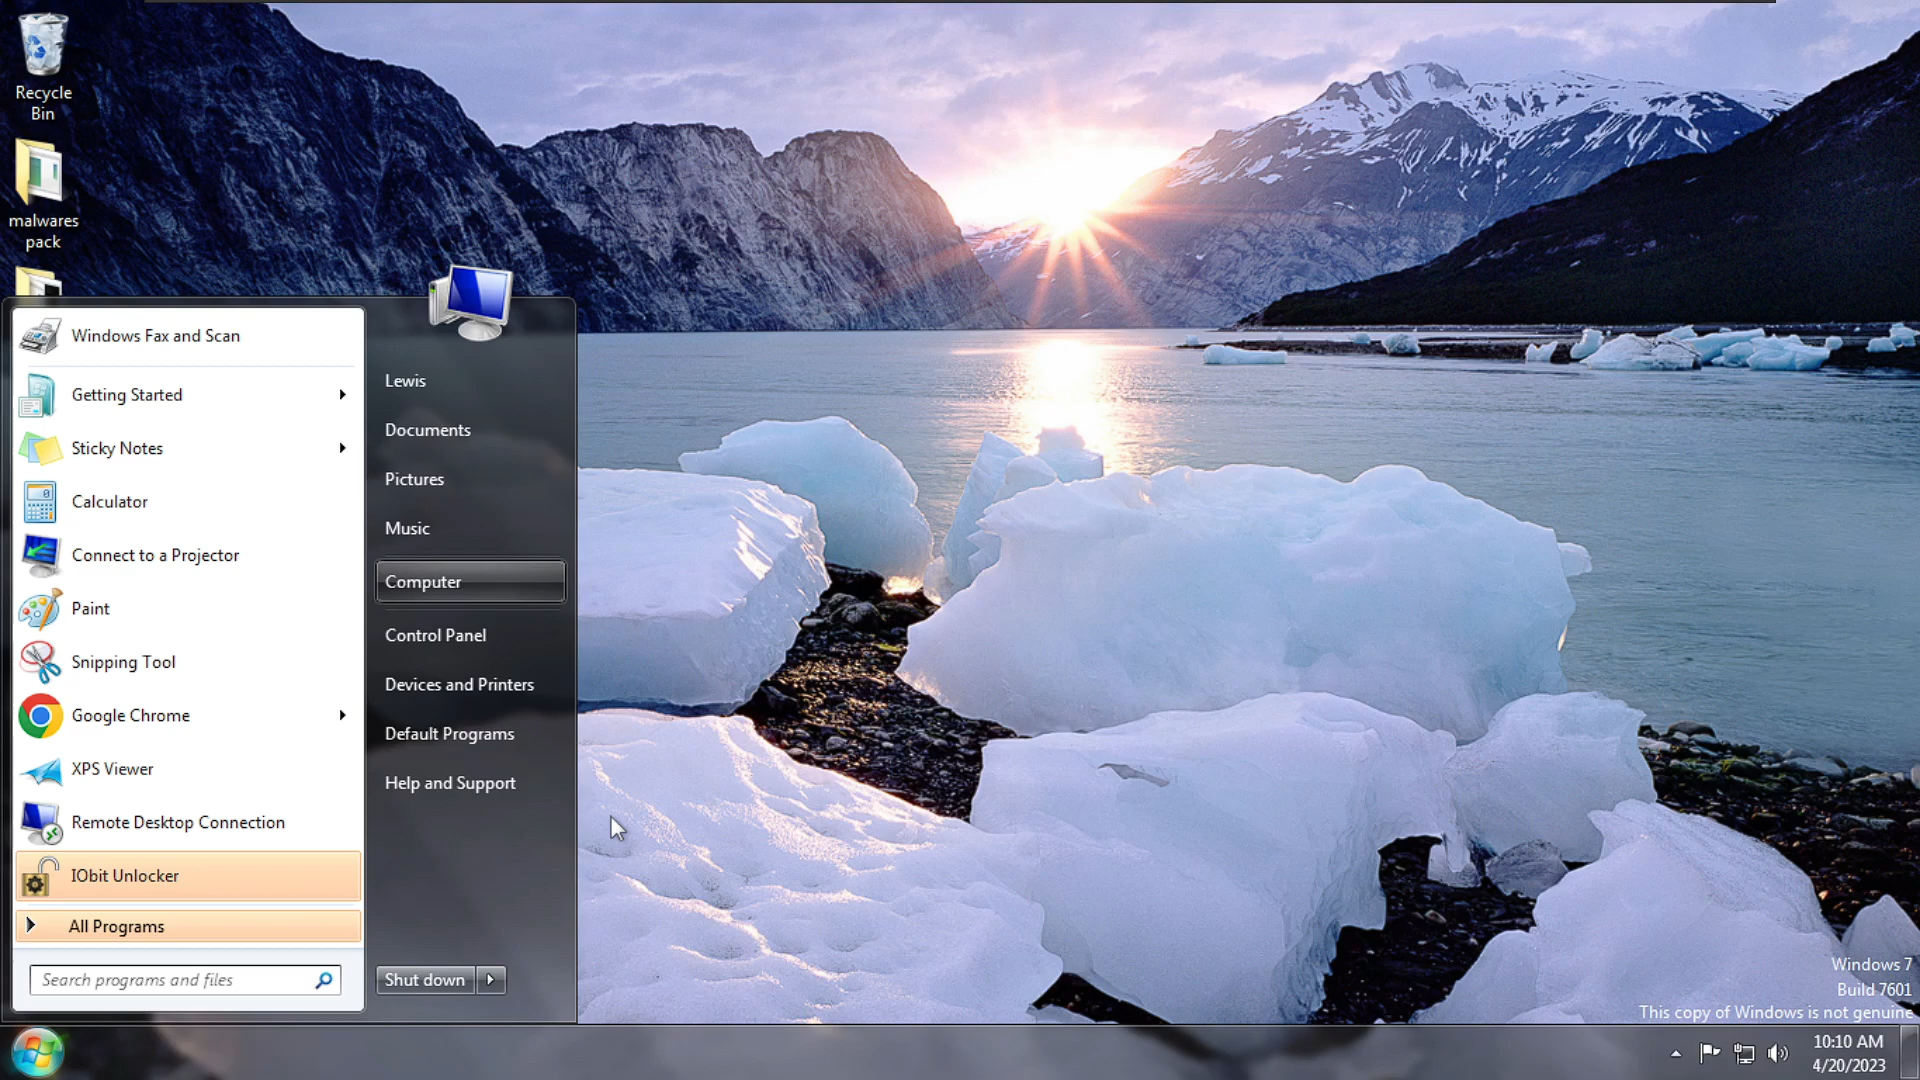 Recycle
Bin
malwares
pack
Windows Fax and Scan
Getting Started
Sticky Notes
Calculator
Connect to a Projector
Paint
Snipping Tool
Google Chrome
XPS Viewer
Remote Desktop Connection
IObit Unlocker
All Programs
Search programs and files
Lewis
Documents
Pictures
Music
Computer
Control Panel
Devices and Printers
Default Programs
Help and Support
Shut down
Windows 7
Build 7601
This copy of Windows is not genuine
10:10 AM
4/20/2023